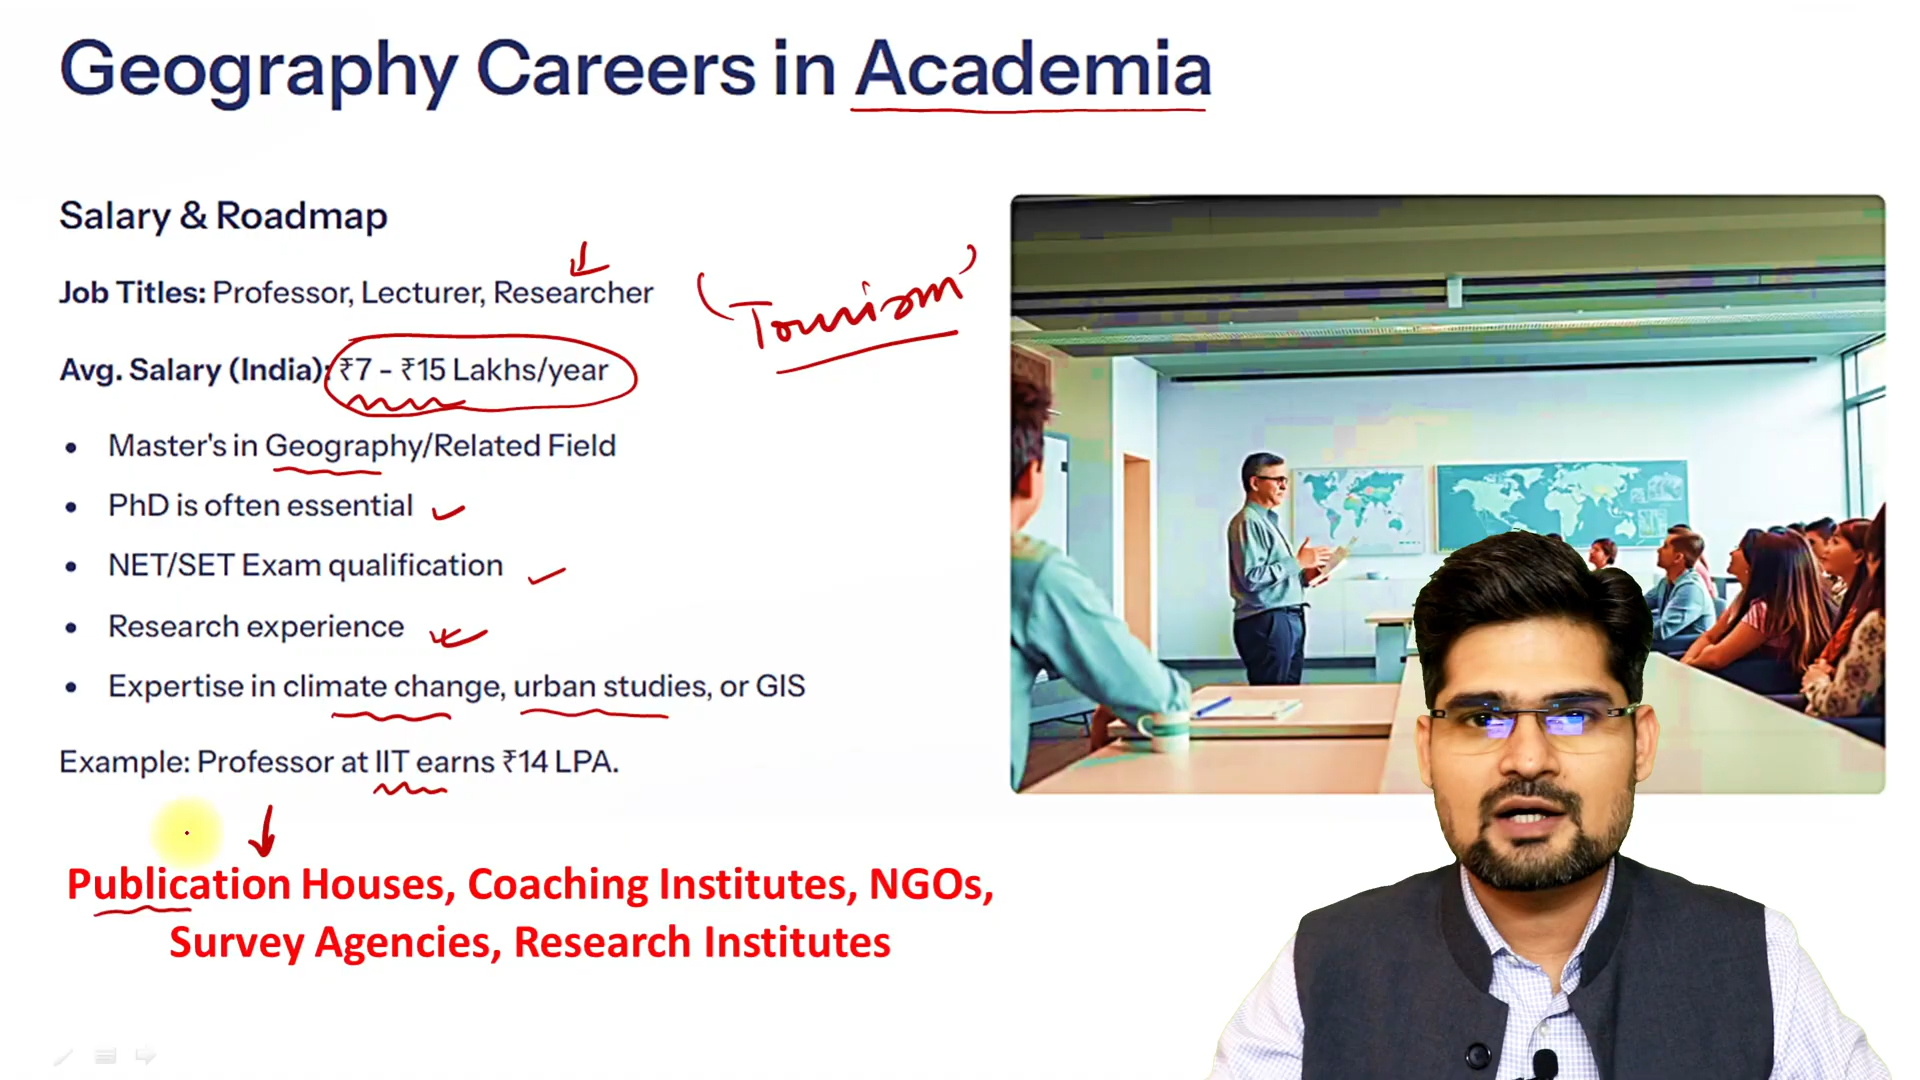 Geography Careers in Academia
Salary & Roadmap
Job Titles: Professor, Lecturer, Researcher
Tourism
Avg. Salary (India): ₹7 - ₹15 Lakhs/year
• Master's in Geography/Related Field
• PhD is often essential
• NET/SET Exam qualification
• Research experience
• Expertise in climate change, urban studies, or GIS
Example: Professor at IIT earns ₹14 LPA.
Publication Houses, Coaching Institutes, NGOs,
Survey Agencies, Research Institutes